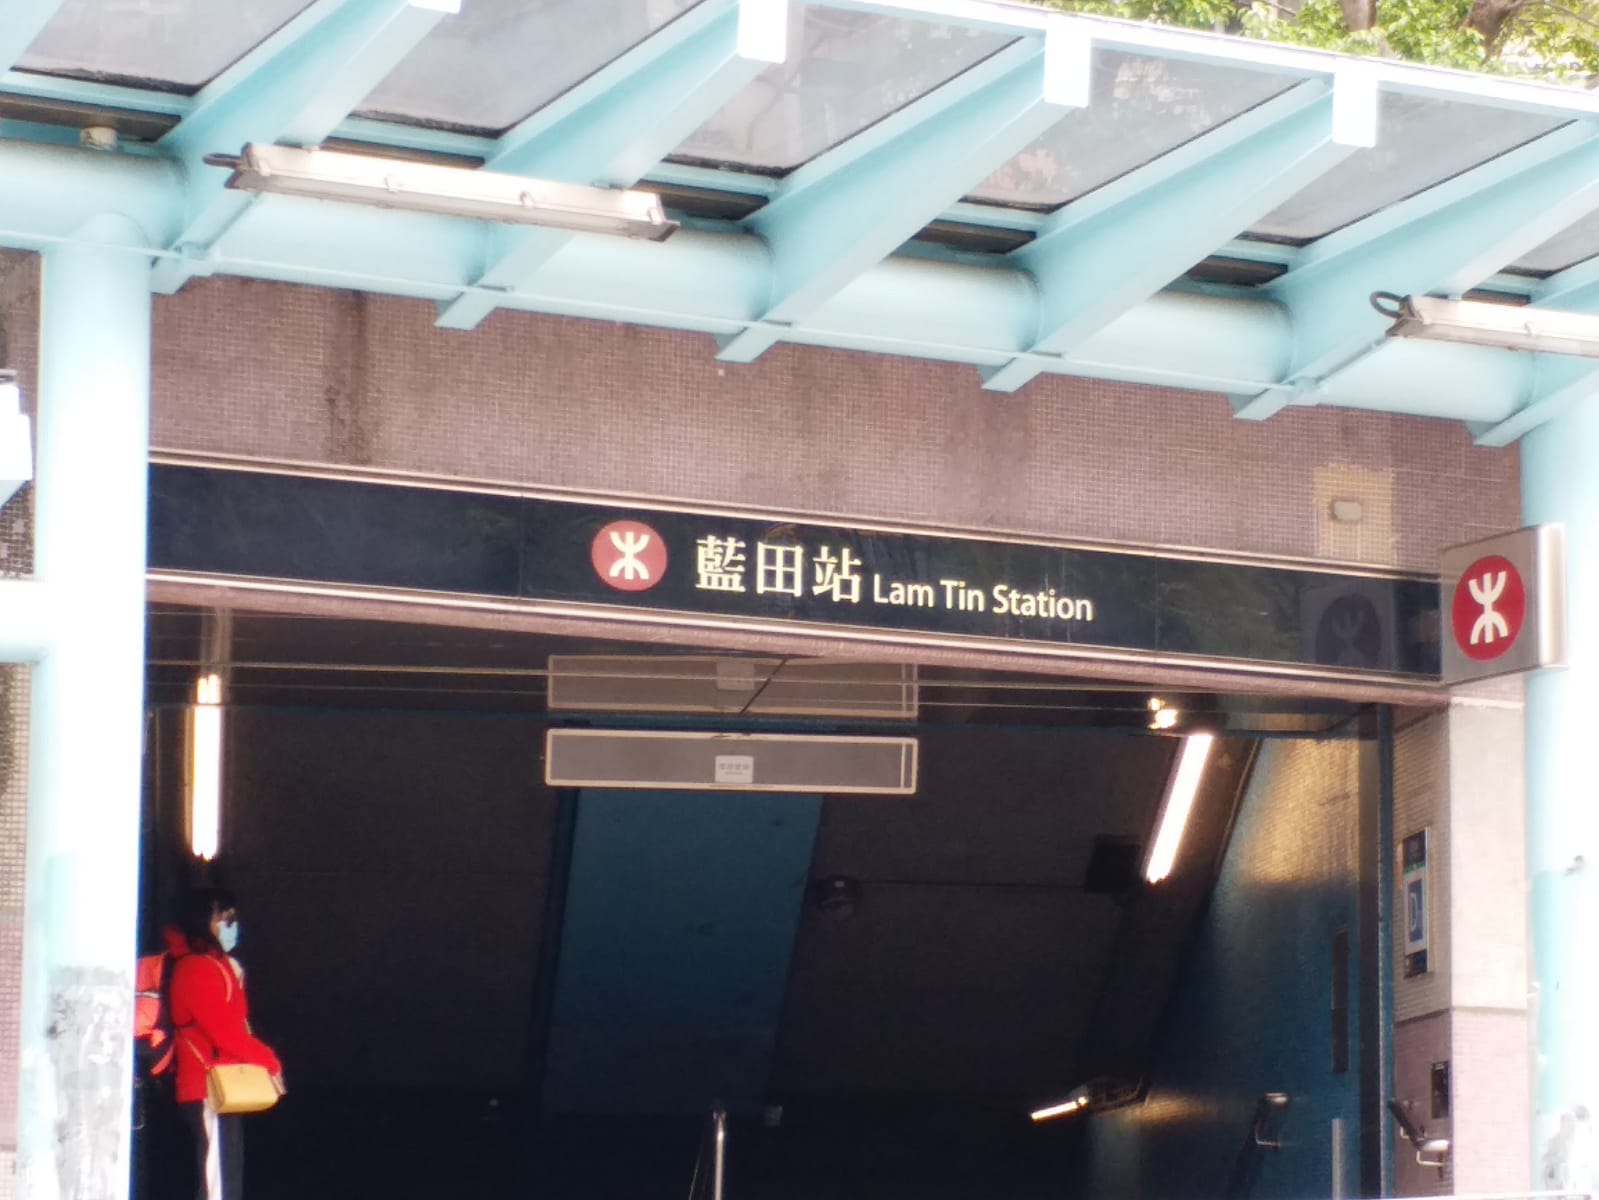 藍田站 Lam Tin Station
D